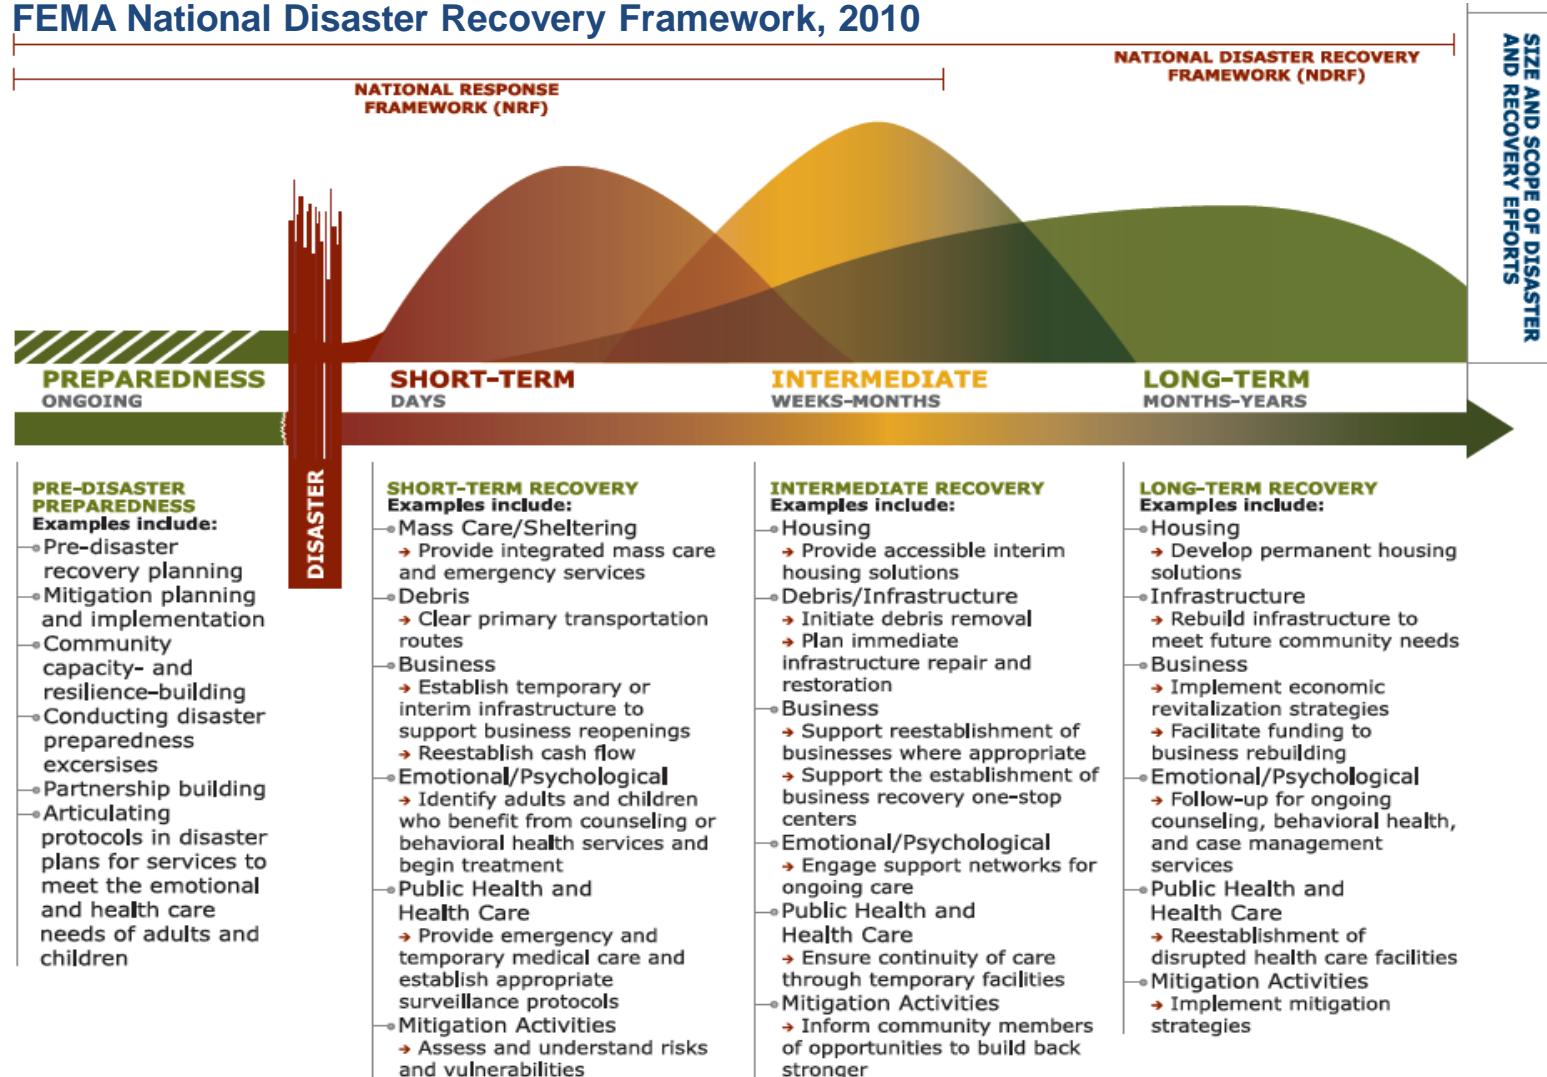 FEMA National Disaster Recovery Framework, 2010
NATIONAL DISASTER RECOVERY
FRAMEWORK (NDRF)
NATIONAL RESPONSE
FRAMEWORK (NRF)
SIZE AND SCOPE OF DISASTER
AND RECOVERY EFFORTS
PREPAREDNESS
ONGOING
SHORT-TERM
DAYS
INTERMEDIATE
WEEKS-MONTHS
LONG-TERM
MONTHS-YEARS
DISASTER
PRE-DISASTER
PREPAREDNESS
Examples include:
Pre-disaster
recovery planning
Mitigation planning
and implementation
Community
capacity- and
resilience-building
Conducting disaster
preparedness
excersises
Partnership building
Articulating
protocols in disaster
plans for services to
meet the emotional
and health care
needs of adults and
children
SHORT-TERM RECOVERY
Examples include:
Mass Care/Sheltering
➔ Provide integrated mass care
and emergency services
Debris
➔ Clear primary transportation
routes
Business
➔ Establish temporary or
interim infrastructure to
support business reopenings
➔ Reestablish cash flow
Emotional/Psychological
➔ Identify adults and children
who benefit from counseling or
behavioral health services and
begin treatment
Public Health and
Health Care
➔ Provide emergency and
temporary medical care and
establish appropriate
surveillance protocols
Mitigation Activities
➔ Assess and understand risks
and vulnerabilities
INTERMEDIATE RECOVERY
Examples include:
Housing
➔ Provide accessible interim
housing solutions
Debris/Infrastructure
➔ Initiate debris removal
➔ Plan immediate
infrastructure repair and
restoration
Business
➔ Support reestablishment of
businesses where appropriate
➔ Support the establishment of
business recovery one-stop
centers
Emotional/Psychological
➔ Engage support networks for
ongoing care
Public Health and
Health Care
➔ Ensure continuity of care
through temporary facilities
Mitigation Activities
➔ Inform community members
of opportunities to build back
stronger
LONG-TERM RECOVERY
Examples include:
Housing
➔ Develop permanent housing
solutions
Infrastructure
➔ Rebuild infrastructure to
meet future community needs
Business
➔ Implement economic
revitalization strategies
➔ Facilitate funding to
business rebuilding
Emotional/Psychological
➔ Follow-up for ongoing
counseling, behavioral health,
and case management
services
Public Health and
Health Care
➔ Reestablishment of
disrupted health care facilities
Mitigation Activities
➔ Implement mitigation
strategies